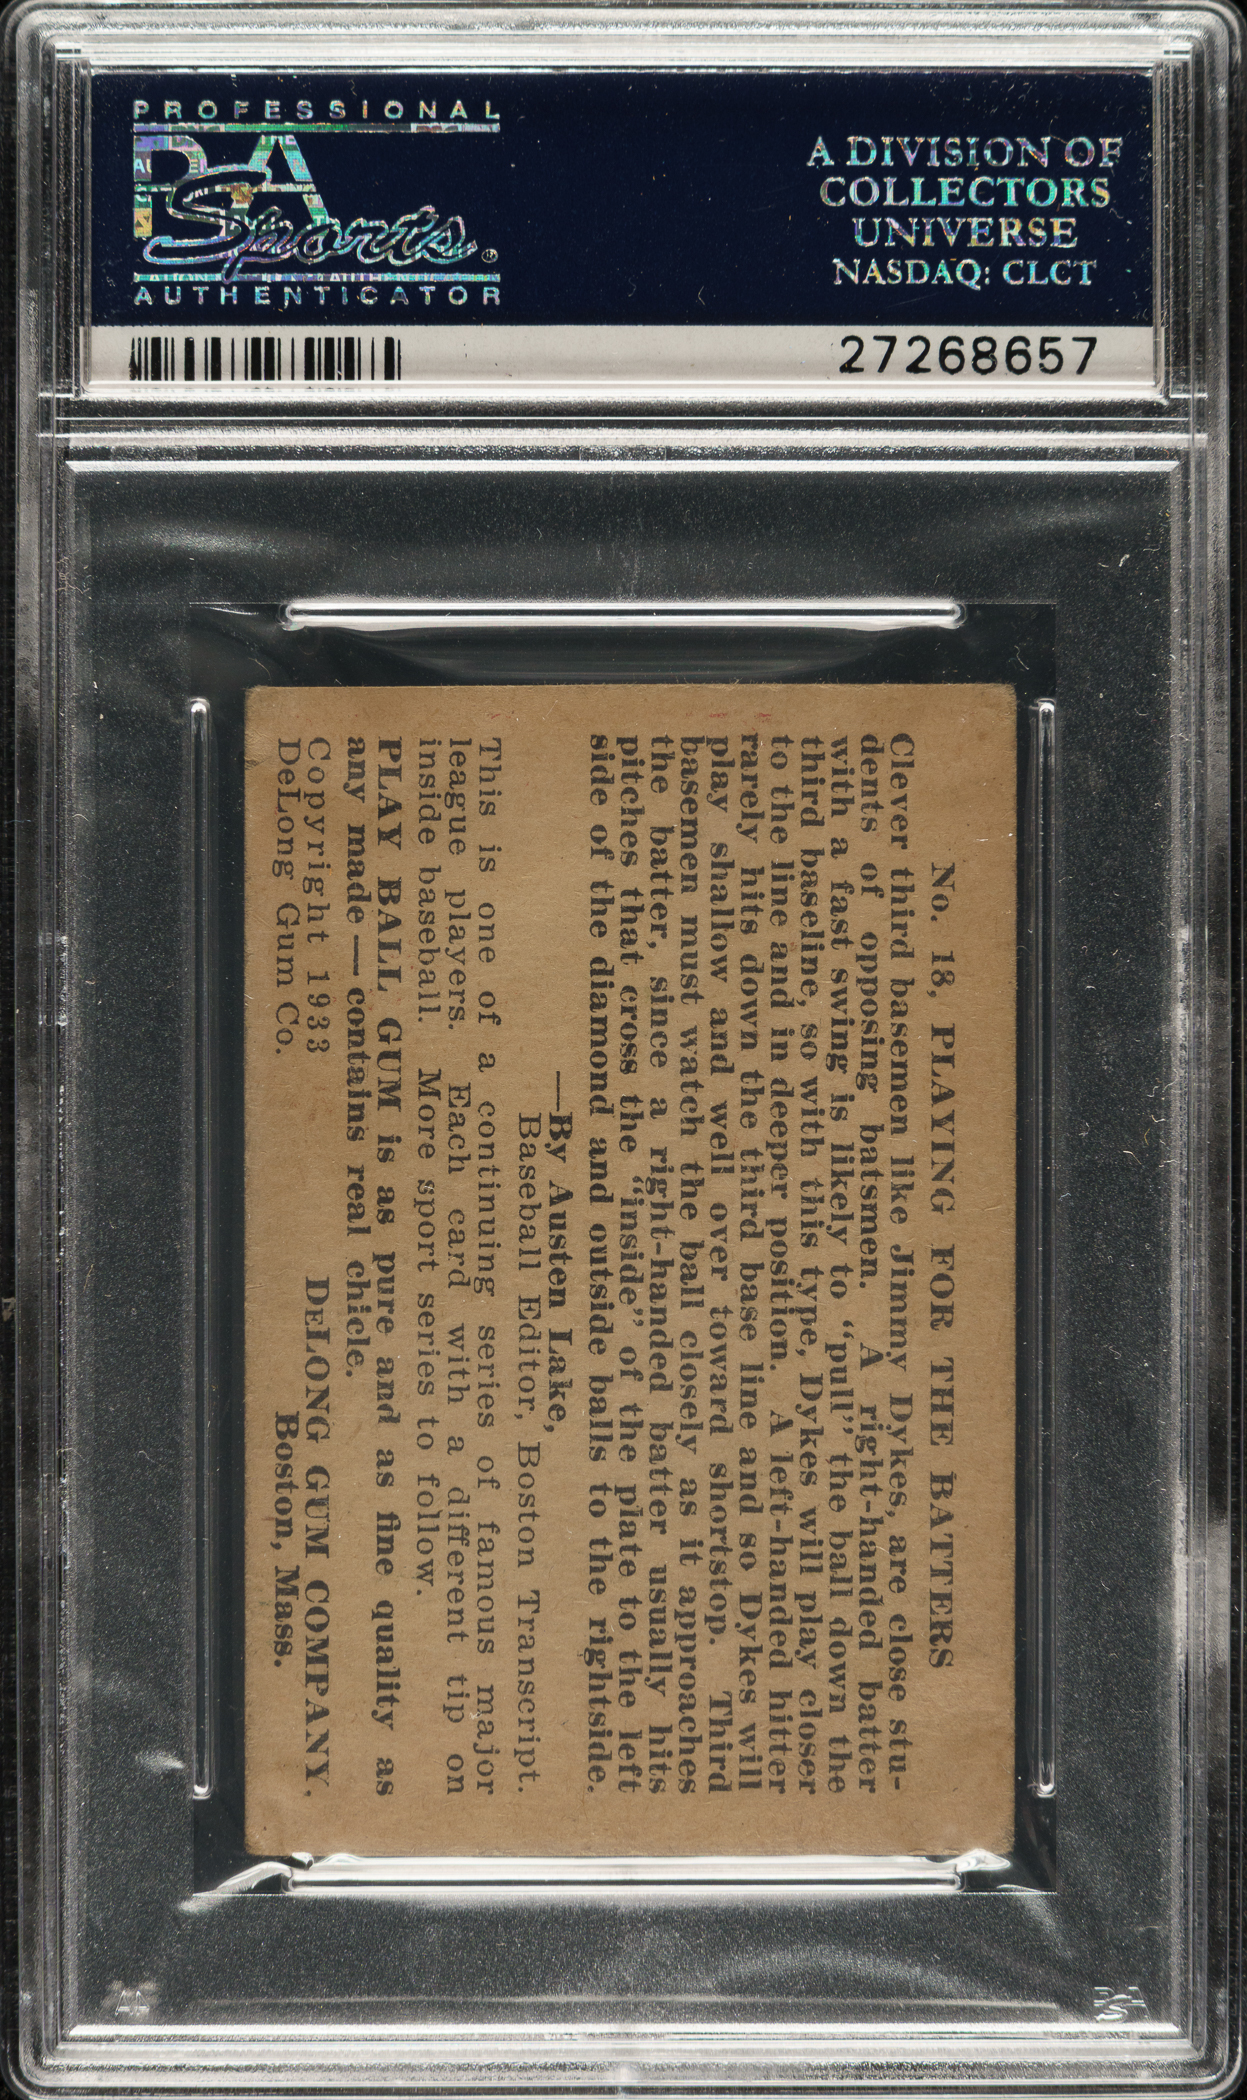 PROFESSIONAL
PSA
Sports
AUTHENTICATOR
A DIVISION OF
COLLECTORS
UNIVERSE
NASDAQ: CLCT
27268657
No. 18, PLAYING FOR THE BATTERS
Clever third basemen like Jimmy Dykes, are close stu-
dents of opposing batsmen. A right-handed batter
with a fast swing is likely to “pull” the ball down the
third baseline, so with this type, Dykes will play closer
to the line and in deeper position. A left-handed hitter
rarely hits down the third base line and so Dykes will
play shallow and well over toward shortstop. Third
basemen must watch the ball closely as it approaches
the batter, since a right-handed batter usually hits
pitches that cross the “inside” of the plate to the left
side of the diamond and outside balls to the rightside.
—By Austen Lake,
Baseball Editor, Boston Transcript.
This is one of a continuing series of famous major
league players. Each card with a different tip on
inside baseball. More sport series to follow.
PLAY BALL GUM is as pure and as fine quality as
any made — contains real chicle.
Copyright 1933 DELONG GUM COMPANY.
DeLong Gum Co. Boston, Mass.
PSA